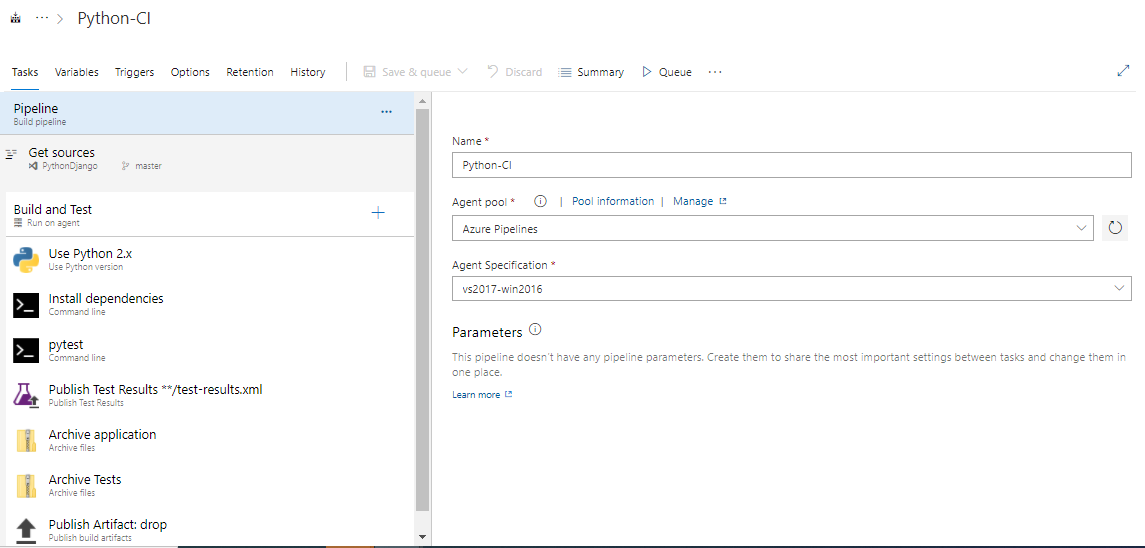 ··· > Python-CI
Tasks Variables Triggers Options Retention History Save & queue Discard Summary Queue ···
Pipeline ···
Build pipeline
Get sources
PythonDjango master
Build and Test +
Run on agent
Use Python 2.x
Use Python version
Install dependencies
Command line
pytest
Command line
Publish Test Results **/test-results.xml
Publish Test Results
Archive application
Archive files
Archive Tests
Archive files
Publish Artifact: drop
Publish build artifacts
Name *
Python-CI
Agent pool * | Pool information | Manage
Azure Pipelines
Agent Specification *
vs2017-win2016
Parameters
This pipeline doesn't have any pipeline parameters. Create them to share the most important settings between tasks and change them in
one place.
Learn more